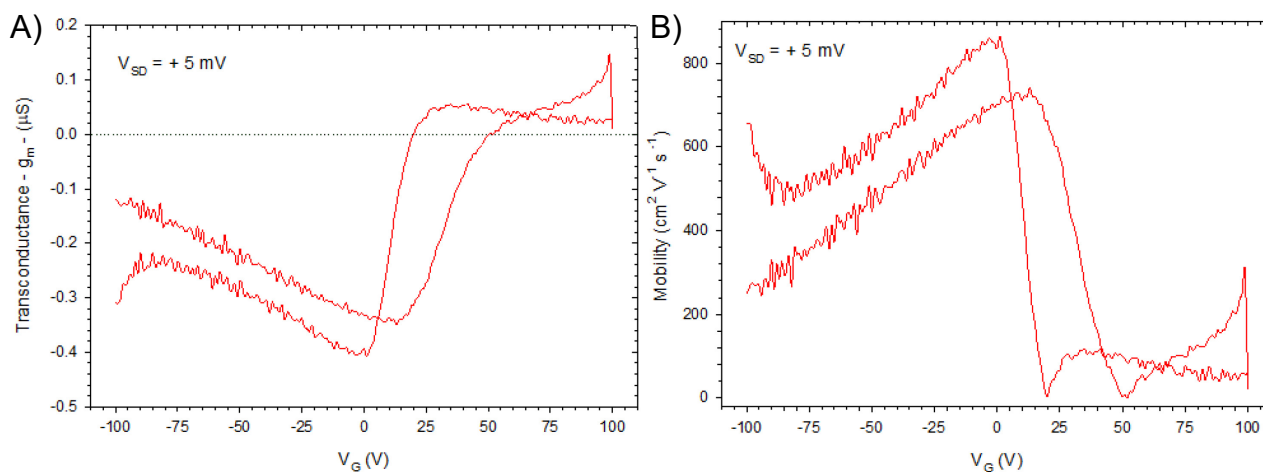 A)
V_SD = + 5 mV
Transconductance - g_m - (µS)
0.2
0.1
0.0
-0.1
-0.2
-0.3
-0.4
-0.5
-100 -75 -50 -25 0 25 50 75 100
V_G (V)
B)
V_SD = + 5 mV
Mobility (cm² V⁻¹ s⁻¹)
800
600
400
200
0
-100 -75 -50 -25 0 25 50 75 100
V_G (V)